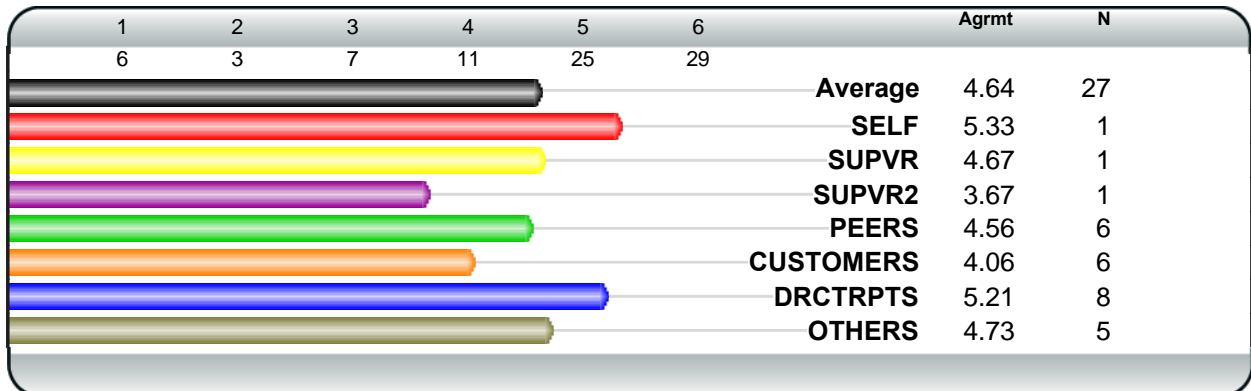 1 2 3 4 5 6 Agrmt N
6 3 7 11 25 29
Average 4.64 27
SELF 5.33 1
SUPVR 4.67 1
SUPVR2 3.67 1
PEERS 4.56 6
CUSTOMERS 4.06 6
DRCTRPTS 5.21 8
OTHERS 4.73 5